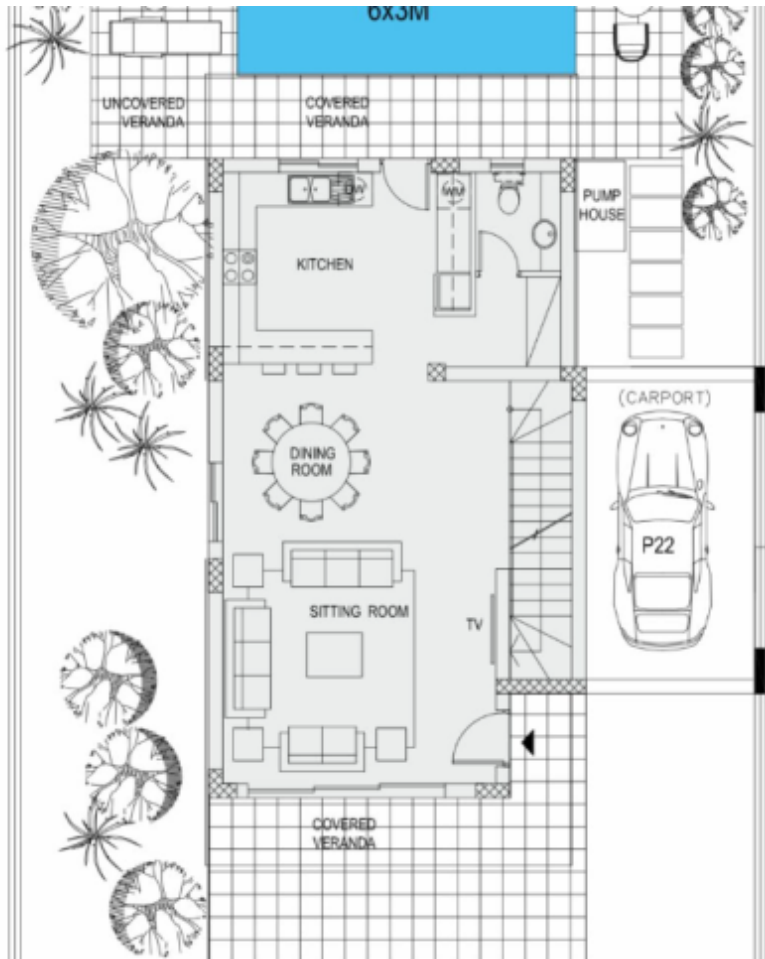 6x3M
UNCOVERED
VERANDA
COVERED
VERANDA
DW
WM
PUMP
HOUSE
KITCHEN
(CARPORT)
DINING
ROOM
P22
SITTING ROOM
TV
COVERED
VERANDA